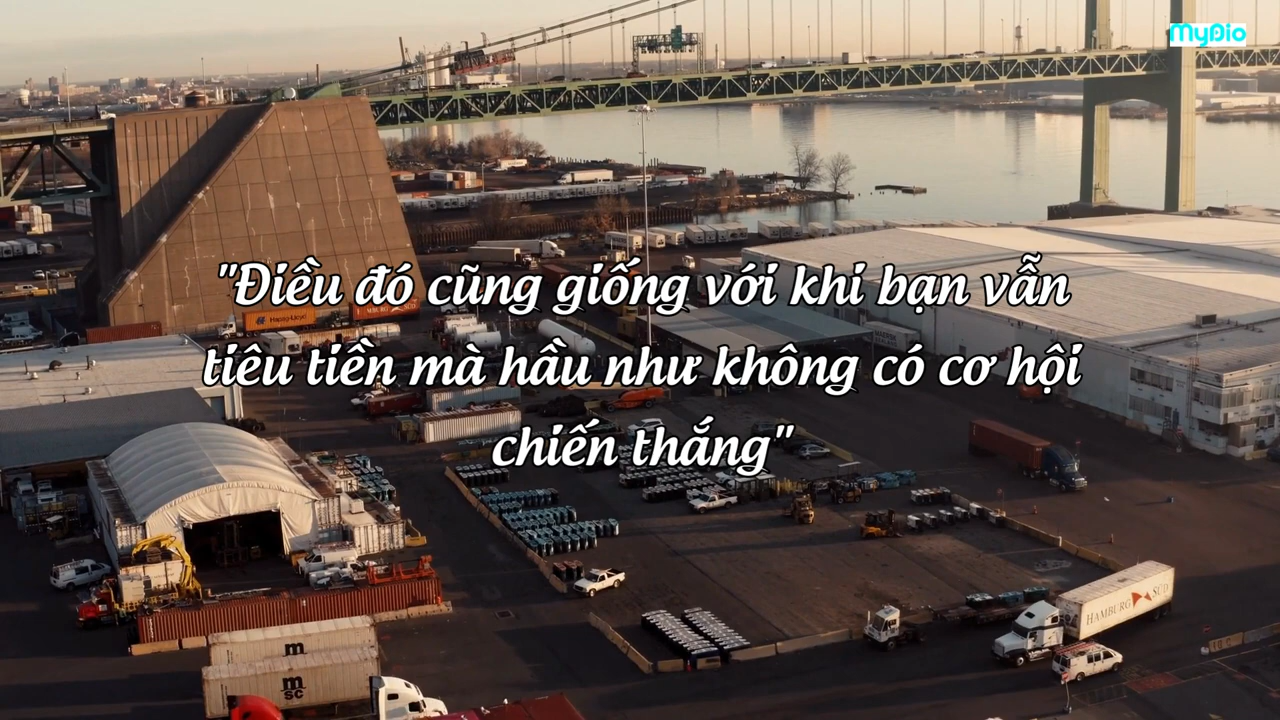 MyDio
"Điều đó cũng giống với khi bạn vẫn
tiêu tiền mà hầu như không có cơ hội
chiến thắng"
Hapag-Lloyd
HAMBURG SÜD
m
m
sc